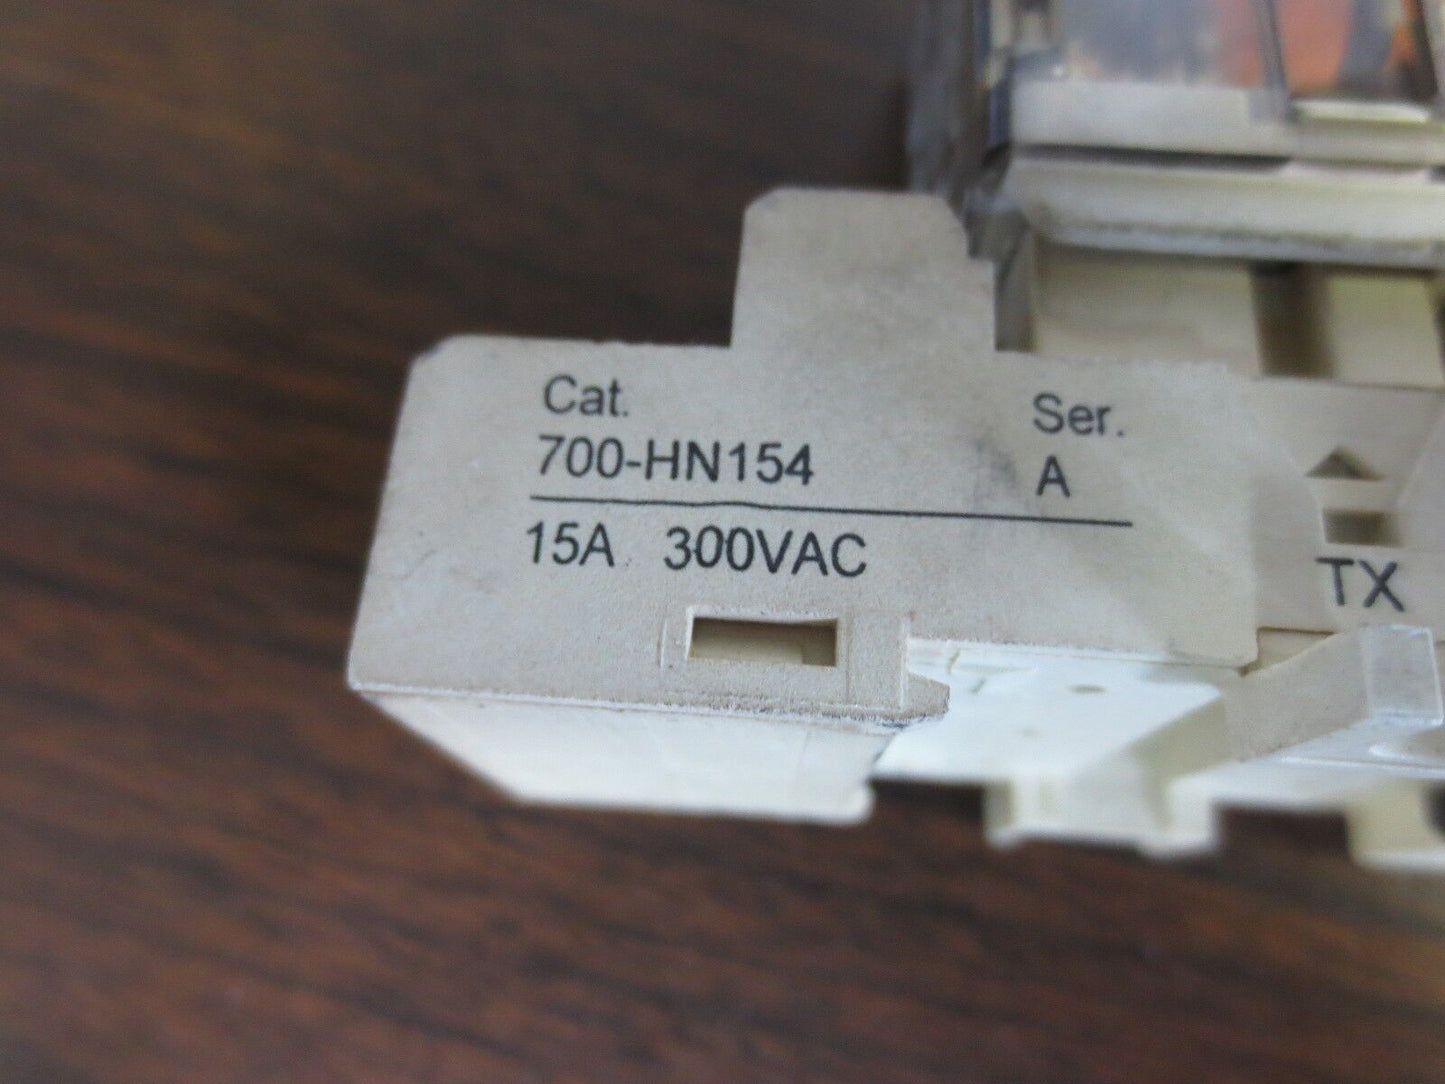 Cat.
700-HN154
Ser.
A
15A 300VAC
TX